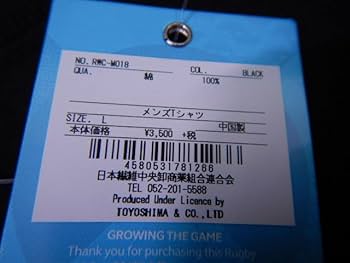 NO. RWC-M018 COL. BLACK
QUA. 綿 100%
メンズTシャツ
SIZE. L 中国製
本体価格 ¥3,500 +税
4580531781266
日本繊維中央卸商業組合連合会
TEL 052-201-5588
Produced Under Licence by
TOYOSHIMA & CO., LTD
GROWING THE GAME
Thank you for purchasing this Rugby